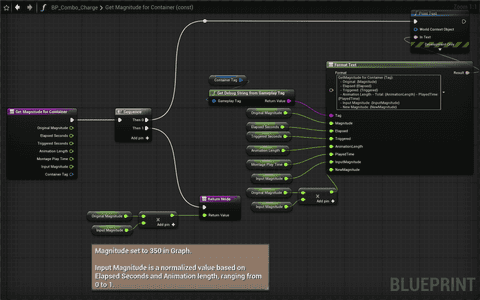 BP_Combo_Charge > Get Magnitude for Container (const)
Print Text
World Context Object
In Text
Development Only
Format Text
Format
Result
GetMagnitude for Container {Tag}:
- Original {Magnitude}
- Elapsed {Elapsed}
- Triggered {Triggered}
- Animation Length - Total: {AnimationLength} - PlayedTime:
{PlayedTime}
- Input Magnitude {InputMagnitude}
- New Magnitude {NewMagnitude}
Container Tag
Get Debug String from Gameplay Tag
Gameplay Tag
Return Value
Get Magnitude for Container
Original Magnitude
Elapsed Seconds
Triggered Seconds
Animation Length
Montage Play Time
Input Magnitude
Container Tag
Sequence
Then 0
Then 1
Add pin
Original Magnitude
Elapsed Seconds
Triggered Seconds
Animation Length
Montage Play Time
Input Magnitude
Tag
Magnitude
Elapsed
Triggered
AnimationLength
PlayedTime
InputMagnitude
NewMagnitude
Original Magnitude
Input Magnitude
Add pin
Return Node
Return Value
Original Magnitude
Input Magnitude
Add pin
Magnitude set to 350 in Graph.
Input Magnitude is a normalized value based on
Elapsed Seconds and Animation length, ranging from
0 to 1.
BLUEPRINT